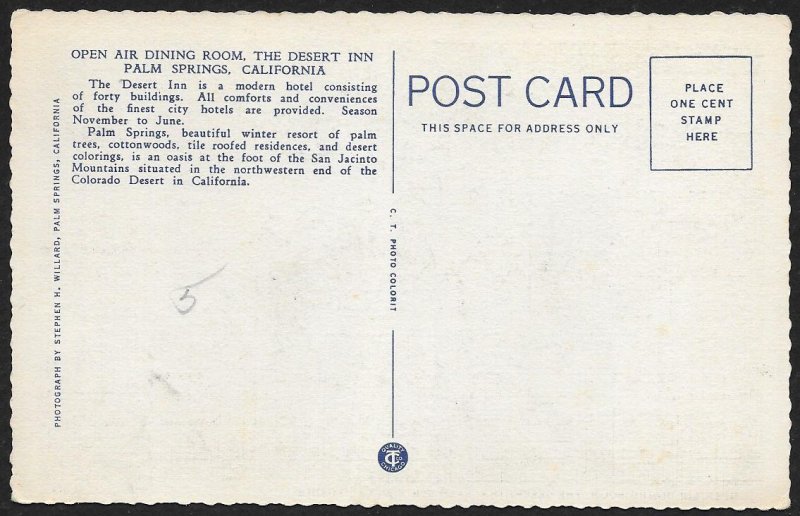 OPEN AIR DINING ROOM, THE DESERT INN
PALM SPRINGS, CALIFORNIA
The Desert Inn is a modern hotel consisting
of forty buildings. All comforts and conveniences
of the finest city hotels are provided. Season
November to June.
Palm Springs, beautiful winter resort of palm
trees, cottonwoods, tile roofed residences, and desert
colorings, is an oasis at the foot of the San Jacinto
Mountains situated in the northwestern end of the
Colorado Desert in California.
PHOTOGRAPH BY STEPHEN H. WILLARD, PALM SPRINGS, CALIFORNIA
5
C. T. PHOTO COLORIT
QUALITY
CT
CO
CHICAGO
POST CARD
THIS SPACE FOR ADDRESS ONLY
PLACE
ONE CENT
STAMP
HERE